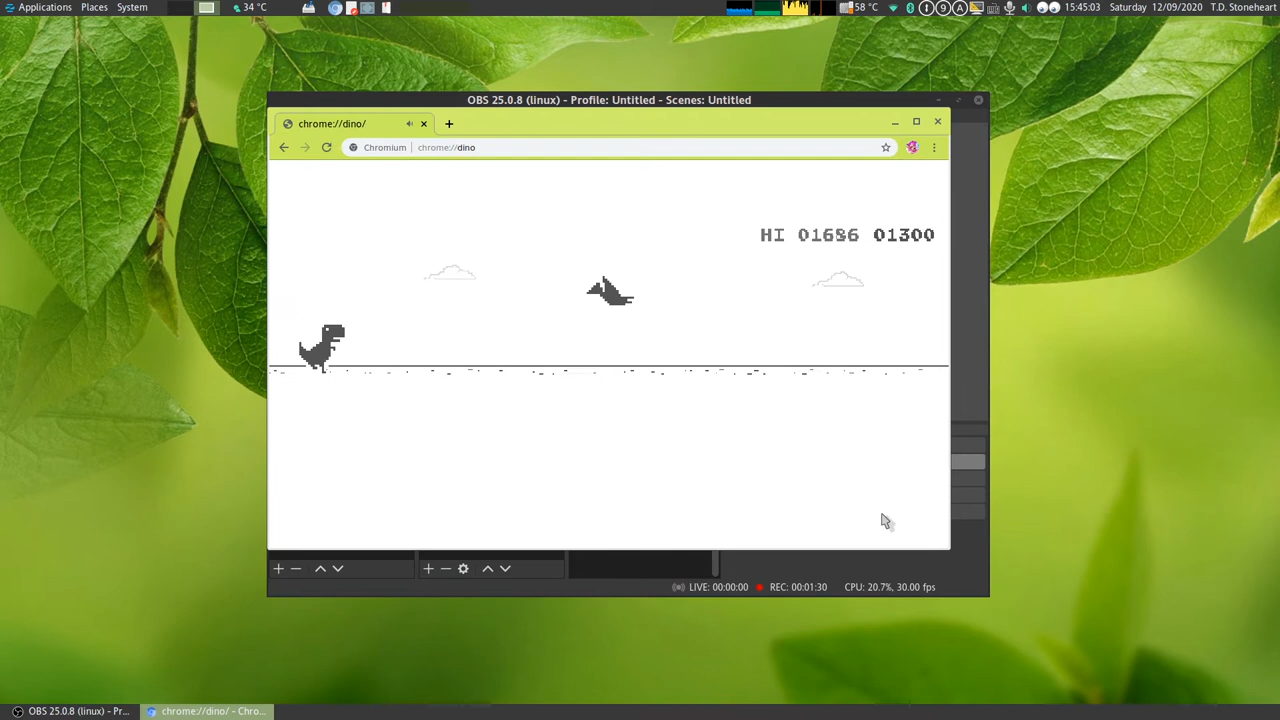 Applications Places System 34 °C 58 °C 15:45:03 Saturday 12/09/2020 T.D. Stoneheart
OBS 25.0.8 (linux) - Profile: Untitled - Scenes: Untitled
chrome://dino/
Chromium chrome://dino
HI 01686 01300
LIVE: 00:00:00 REC: 00:01:30 CPU: 20.7%, 30.00 fps
OBS 25.0.8 (linux) - Pr... chrome://dino/ - Chro...